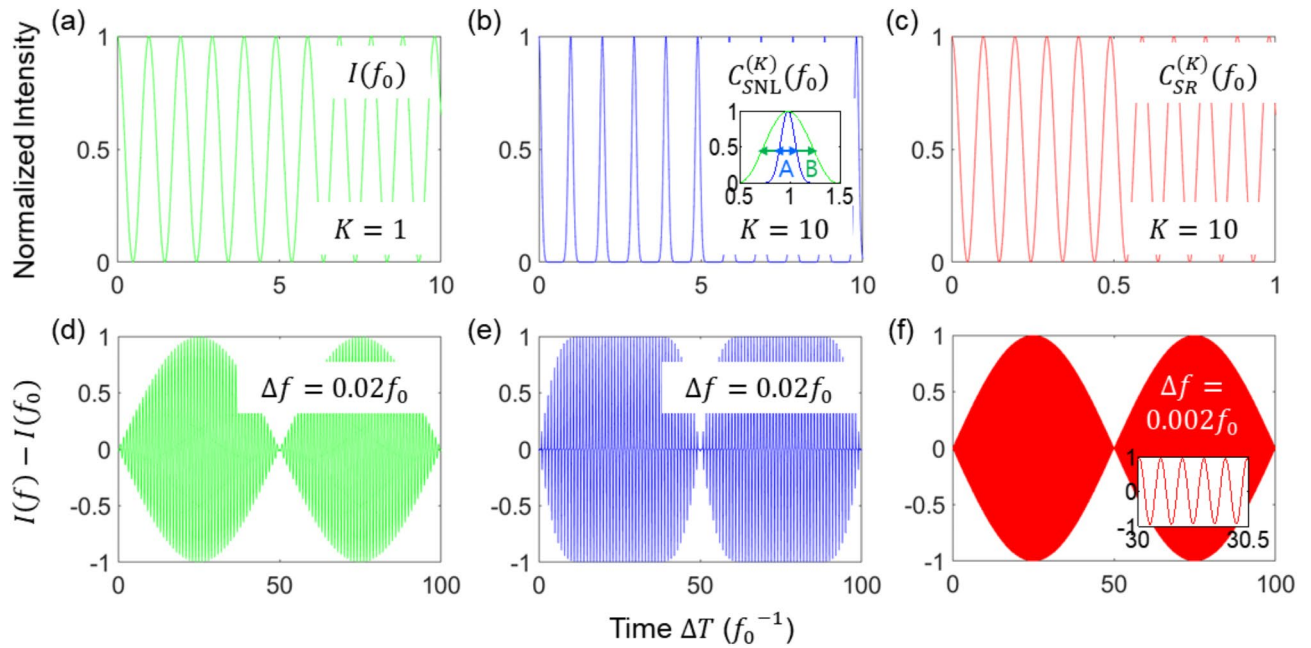 (a)
1
0.5
0
0
5
10
I(f₀)
K = 1
Normalized Intensity
(b)
1
0.5
0
0
5
10
C_SNL^(K)(f₀)
1
0.5
0
0.5
1
1.5
A
B
K = 10
(c)
1
0.5
0
0
0.5
1
C_SR^(K)(f₀)
K = 10
(d)
1
0.5
0
-0.5
-1
0
50
100
Δf = 0.02f₀
I(f) − I(f₀)
(e)
1
0.5
0
-0.5
-1
0
50
100
Δf = 0.02f₀
(f)
1
0.5
0
-0.5
-1
0
50
100
Δf =
0.002f₀
1
0
-1
30
30.5
Time ΔT (f₀⁻¹)